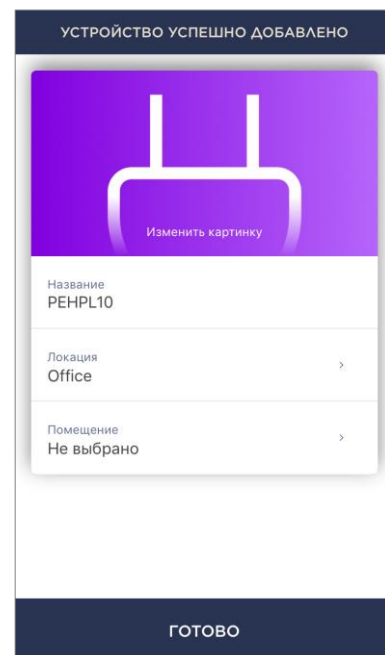 УСТРОЙСТВО УСПЕШНО ДОБАВЛЕНО
Изменить картинку
Название
PEHPL10
Локация
Office
Помещение
Не выбрано
ГОТОВО